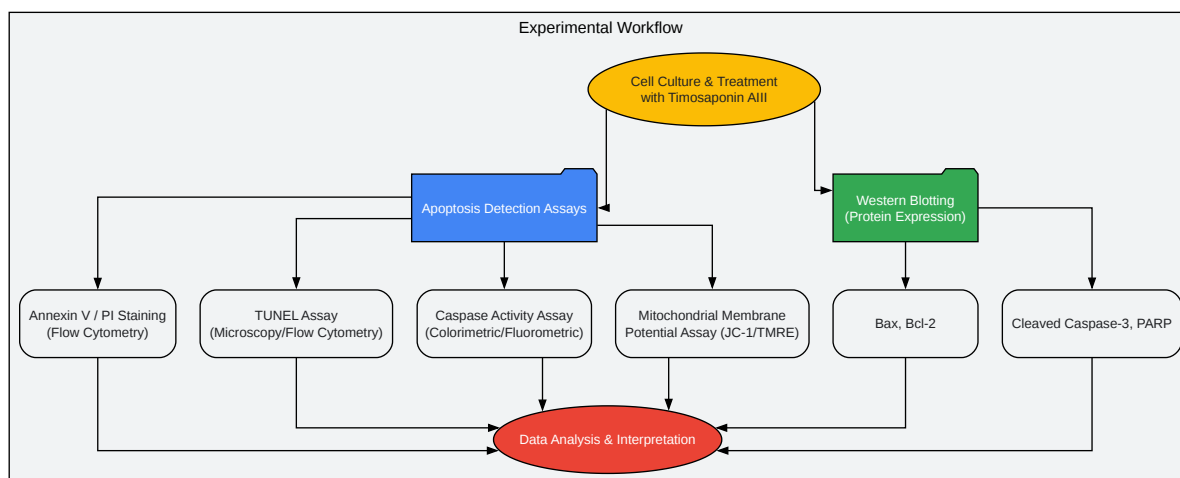 Experimental Workflow
Cell Culture & Treatment
with Timosaponin AIII
Apoptosis Detection Assays
Western Blotting
(Protein Expression)
Annexin V / PI Staining
(Flow Cytometry)
TUNEL Assay
(Microscopy/Flow Cytometry)
Caspase Activity Assay
(Colorimetric/Fluorometric)
Mitochondrial Membrane
Potential Assay (JC-1/TMRE)
Bax, Bcl-2
Cleaved Caspase-3, PARP
Data Analysis & Interpretation